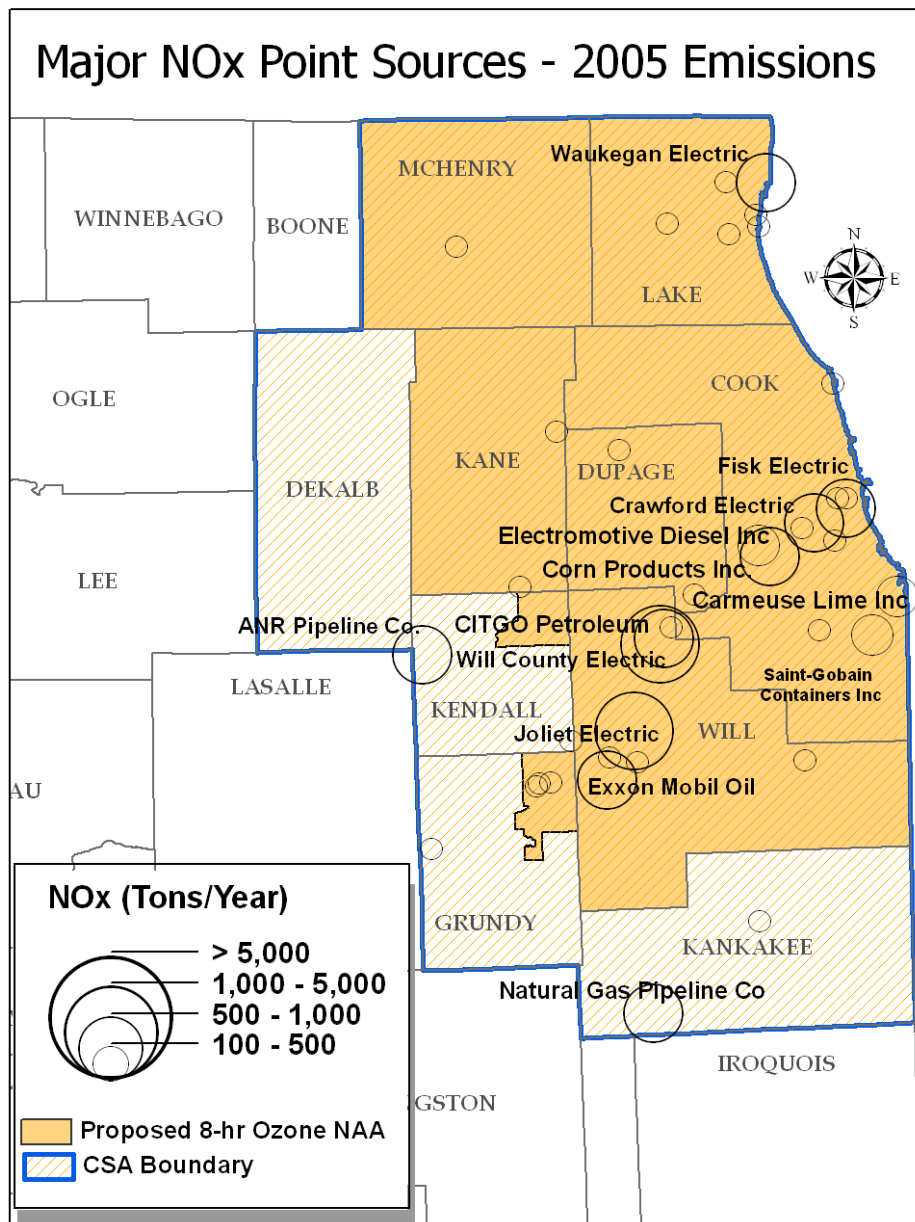 Major NOx Point Sources - 2005 Emissions
Waukegan Electric
MCHENRY
WINNEBAGO
BOONE
N
W
E
S
LAKE
COOK
OGLE
KANE
DUPAGE
Fisk Electric
DEKALB
Crawford Electric
Electromotive Diesel Inc
Corn Products Inc.
LEE
Carmeuse Lime Inc
ANR Pipeline Co.
CITGO Petroleum
Will County Electric
Saint-Gobain
Containers Inc
LASALLE
KENDALL
Joliet Electric
WILL
Exxon Mobil Oil
AU
NOx (Tons/Year)
> 5,000
1,000 - 5,000
500 - 1,000
100 - 500
GRUNDY
KANKAKEE
Natural Gas Pipeline Co
IROQUOIS
GSTON
Proposed 8-hr Ozone NAA
CSA Boundary